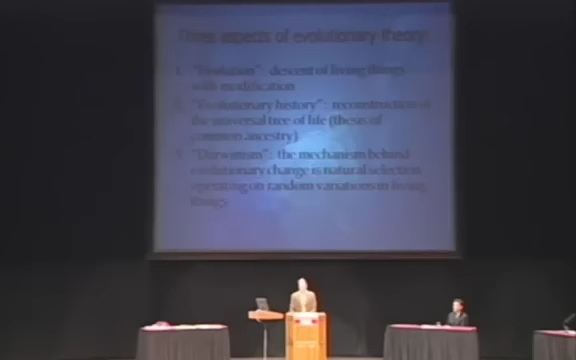 Three aspects of evolutionary theory:
1. "Evolution": descent of living things
with modification
2. "Evolutionary history": reconstruction of
the universal tree of life (thesis of
common ancestry)
3. "Darwinism": the mechanism behind
evolutionary change is natural selection
operating on random variations in living
things